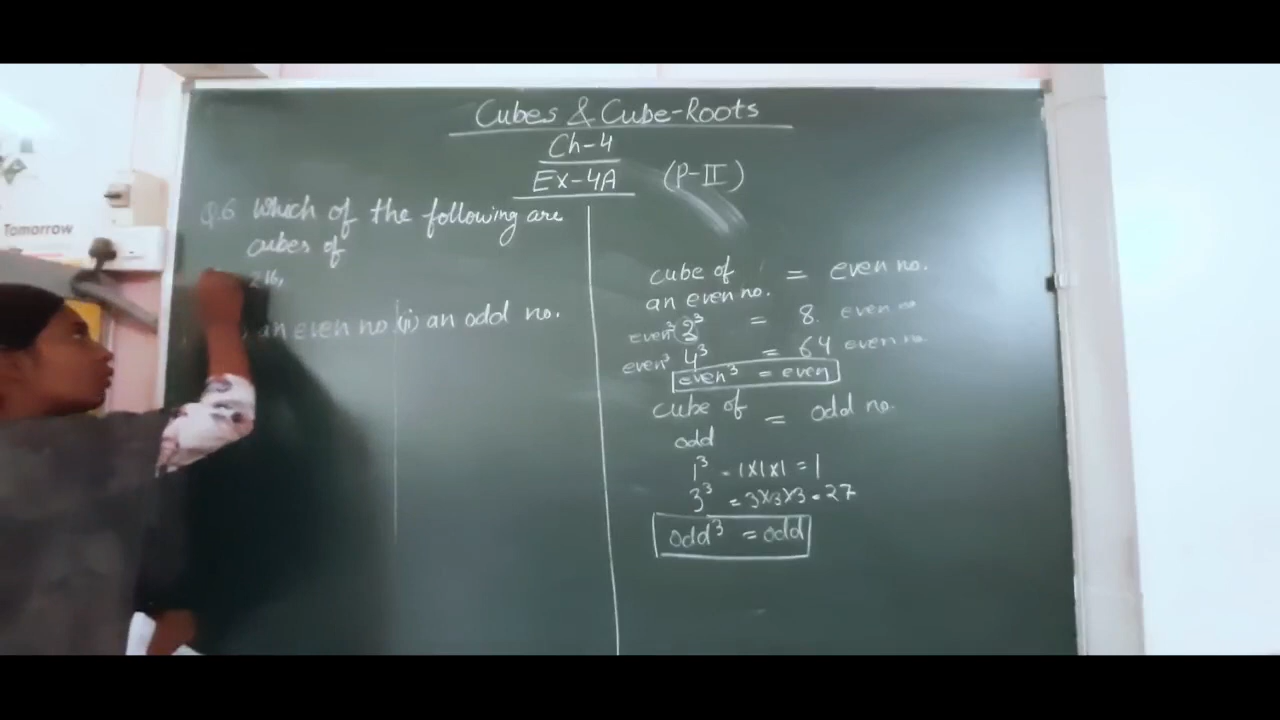 Cubes & Cube-Roots
Ch-4
Ex-4A (P-II)
Tomorrow
Q.6 Which of the following are
cubes of
216,
an even no. (ii) an odd no.
cube of = even no.
an even no.
even³ 2³ = 8 even no
even³ 4³ = 64 even no.
even³ = even
cube of = odd no.
odd
1³ = 1x1x1 = 1
3³ = 3x3x3 = 27
odd³ = odd